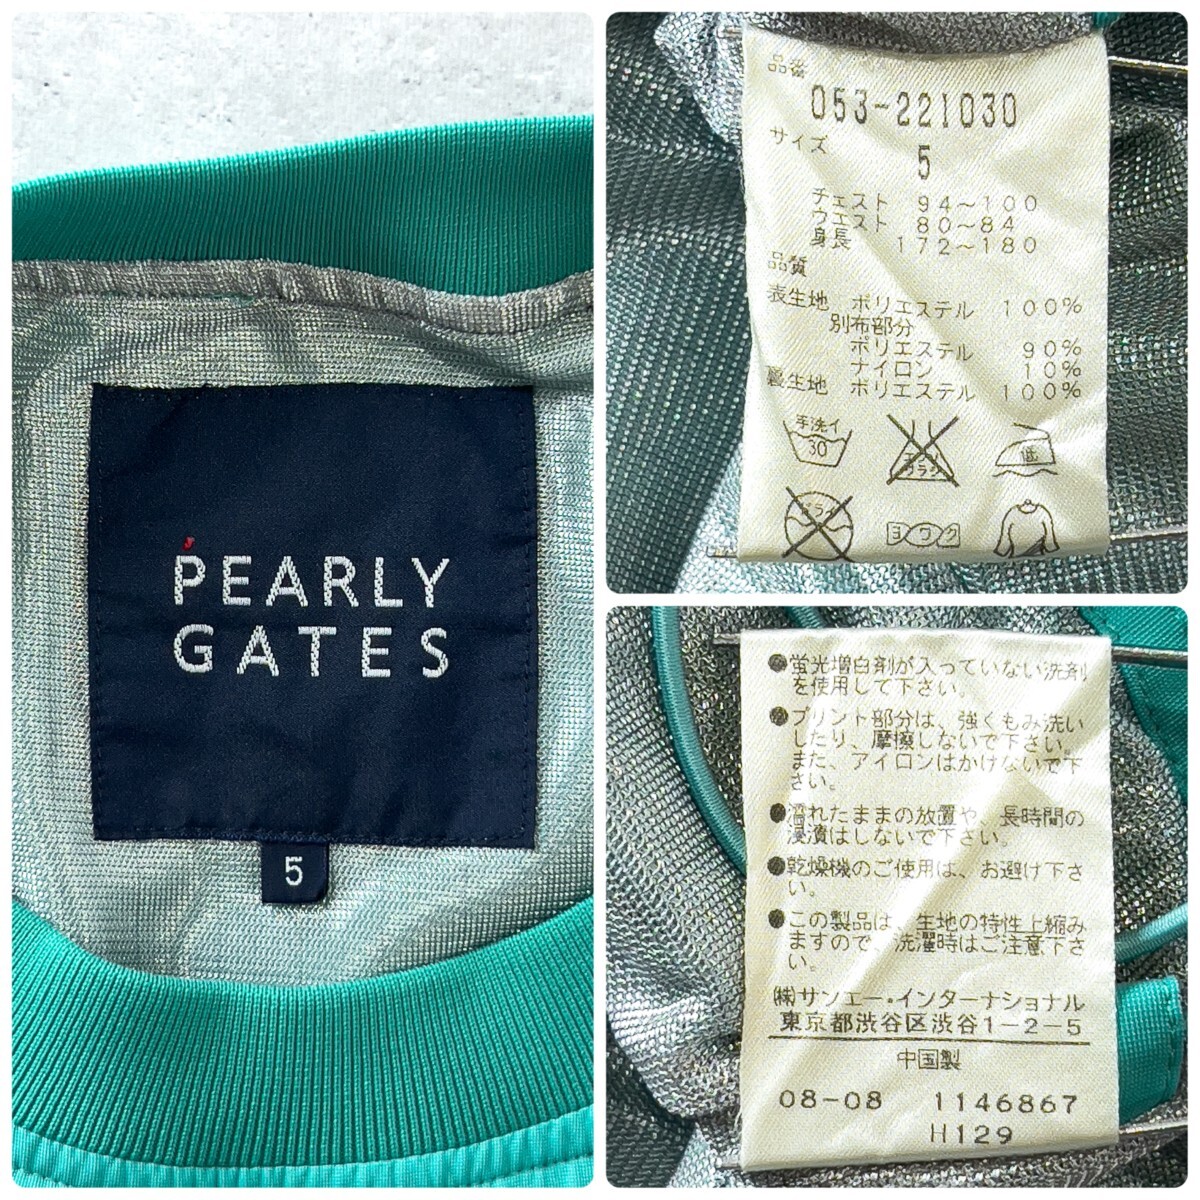 PEARLY
GATES
5
品番
053-221030
サイズ
5
チェスト 94～100
ウエスト 80～84
身長 172～180
品質
表生地 ポリエステル 100%
別布部分
ポリエステル 90%
ナイロン 10%
裏生地 ポリエステル 100%
手洗イ
30
エンソサラシ
低
ドライ
ヨワク
●蛍光増白剤が入っていない洗剤
を使用して下さい。
●プリント部分は、強くもみ洗い
したり、摩擦しないで下さい。
また、アイロンはかけないで下
さい。
●濡れたままの放置や、長時間の
浸漬はしないで下さい。
●乾燥機のご使用は、お避け下さ
い。
●この製品は、生地の特性上縮み
ますので、洗濯時はご注意下さ
い。
㈱サンエー・インターナショナル
東京都渋谷区渋谷1-2-5
中国製
08-08 1146867
H129